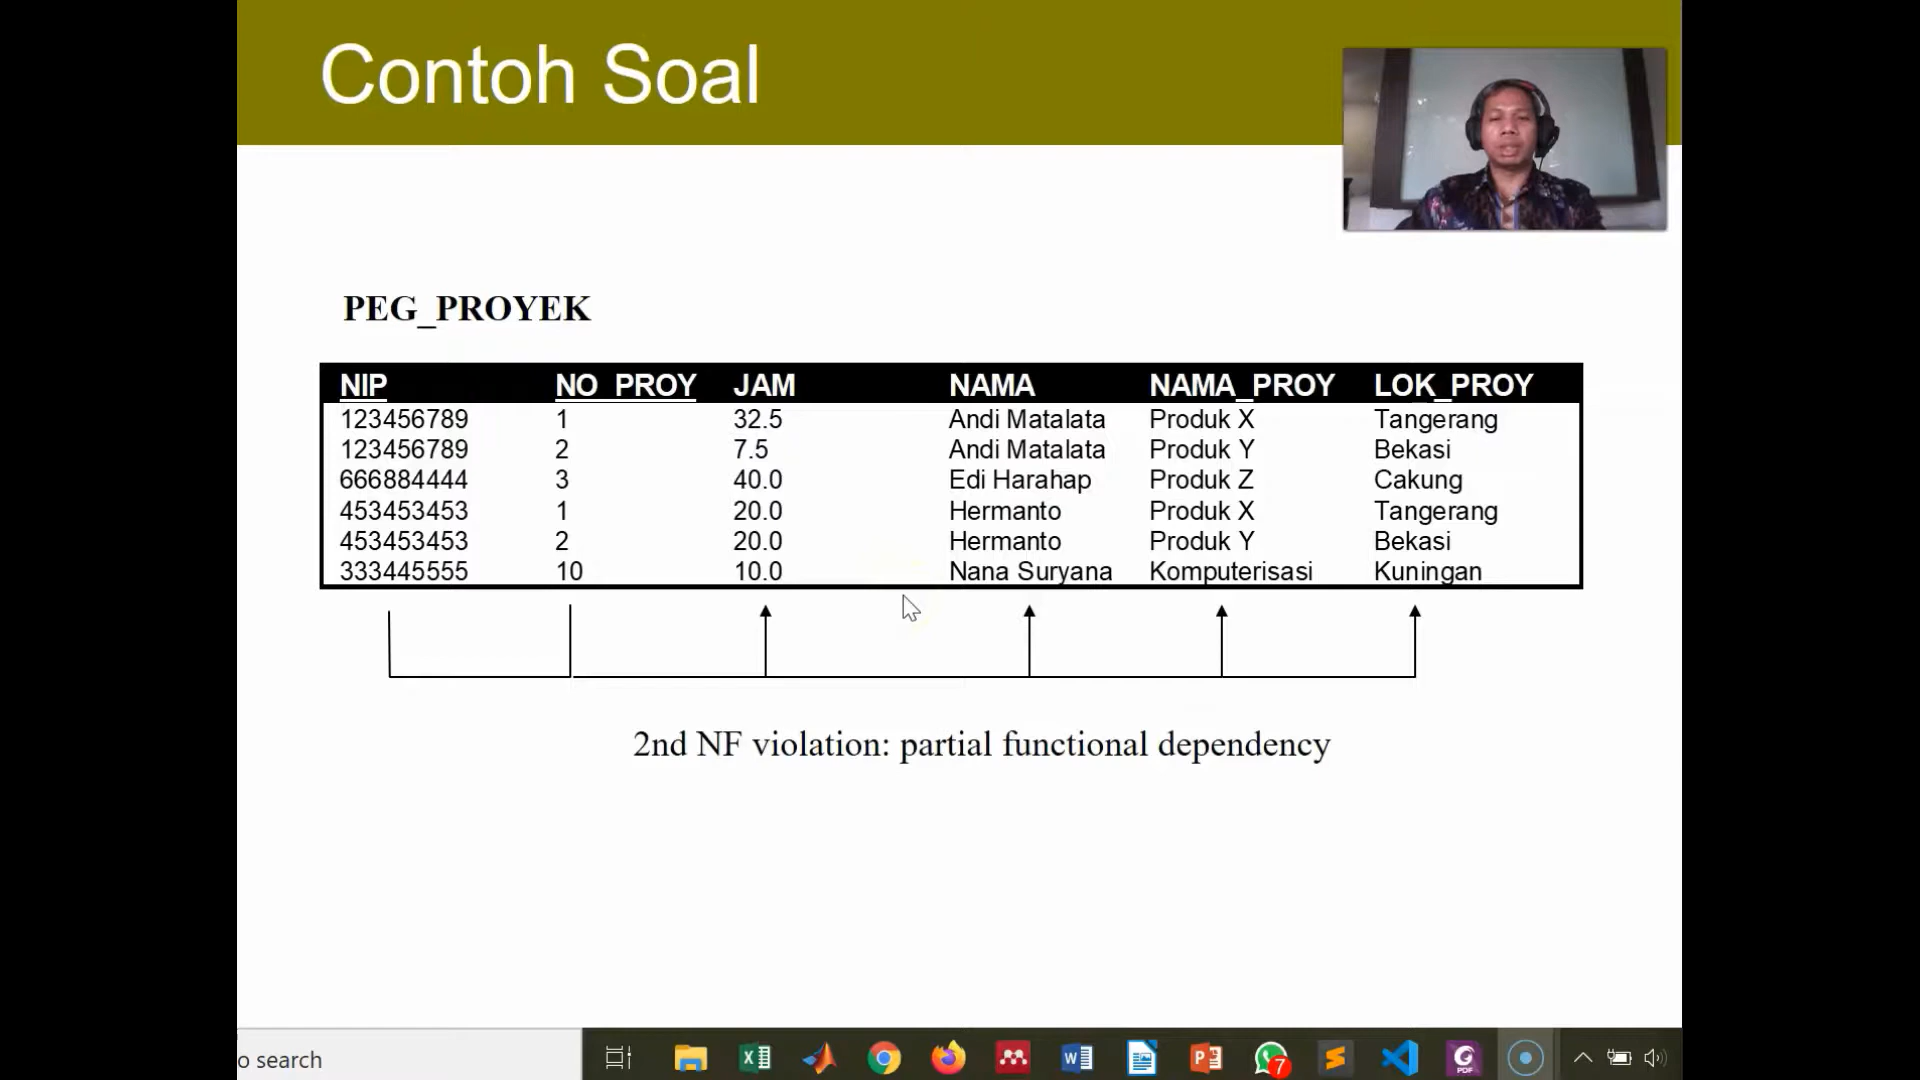 Contoh Soal
PEG_PROYEK
NIP NO_PROY JAM NAMA NAMA_PROY LOK_PROY
123456789 1 32.5 Andi Matalata Produk X Tangerang
123456789 2 7.5 Andi Matalata Produk Y Bekasi
666884444 3 40.0 Edi Harahap Produk Z Cakung
453453453 1 20.0 Hermanto Produk X Tangerang
453453453 2 20.0 Hermanto Produk Y Bekasi
333445555 10 10.0 Nana Suryana Komputerisasi Kuningan
2nd NF violation: partial functional dependency
o search
7
PDF